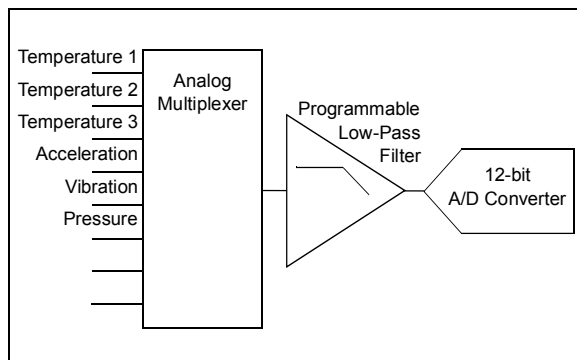 Temperature 1
Temperature 2
Temperature 3
Acceleration
Vibration
Pressure
Analog
Multiplexer
Programmable
Low-Pass
Filter
12-bit
A/D Converter